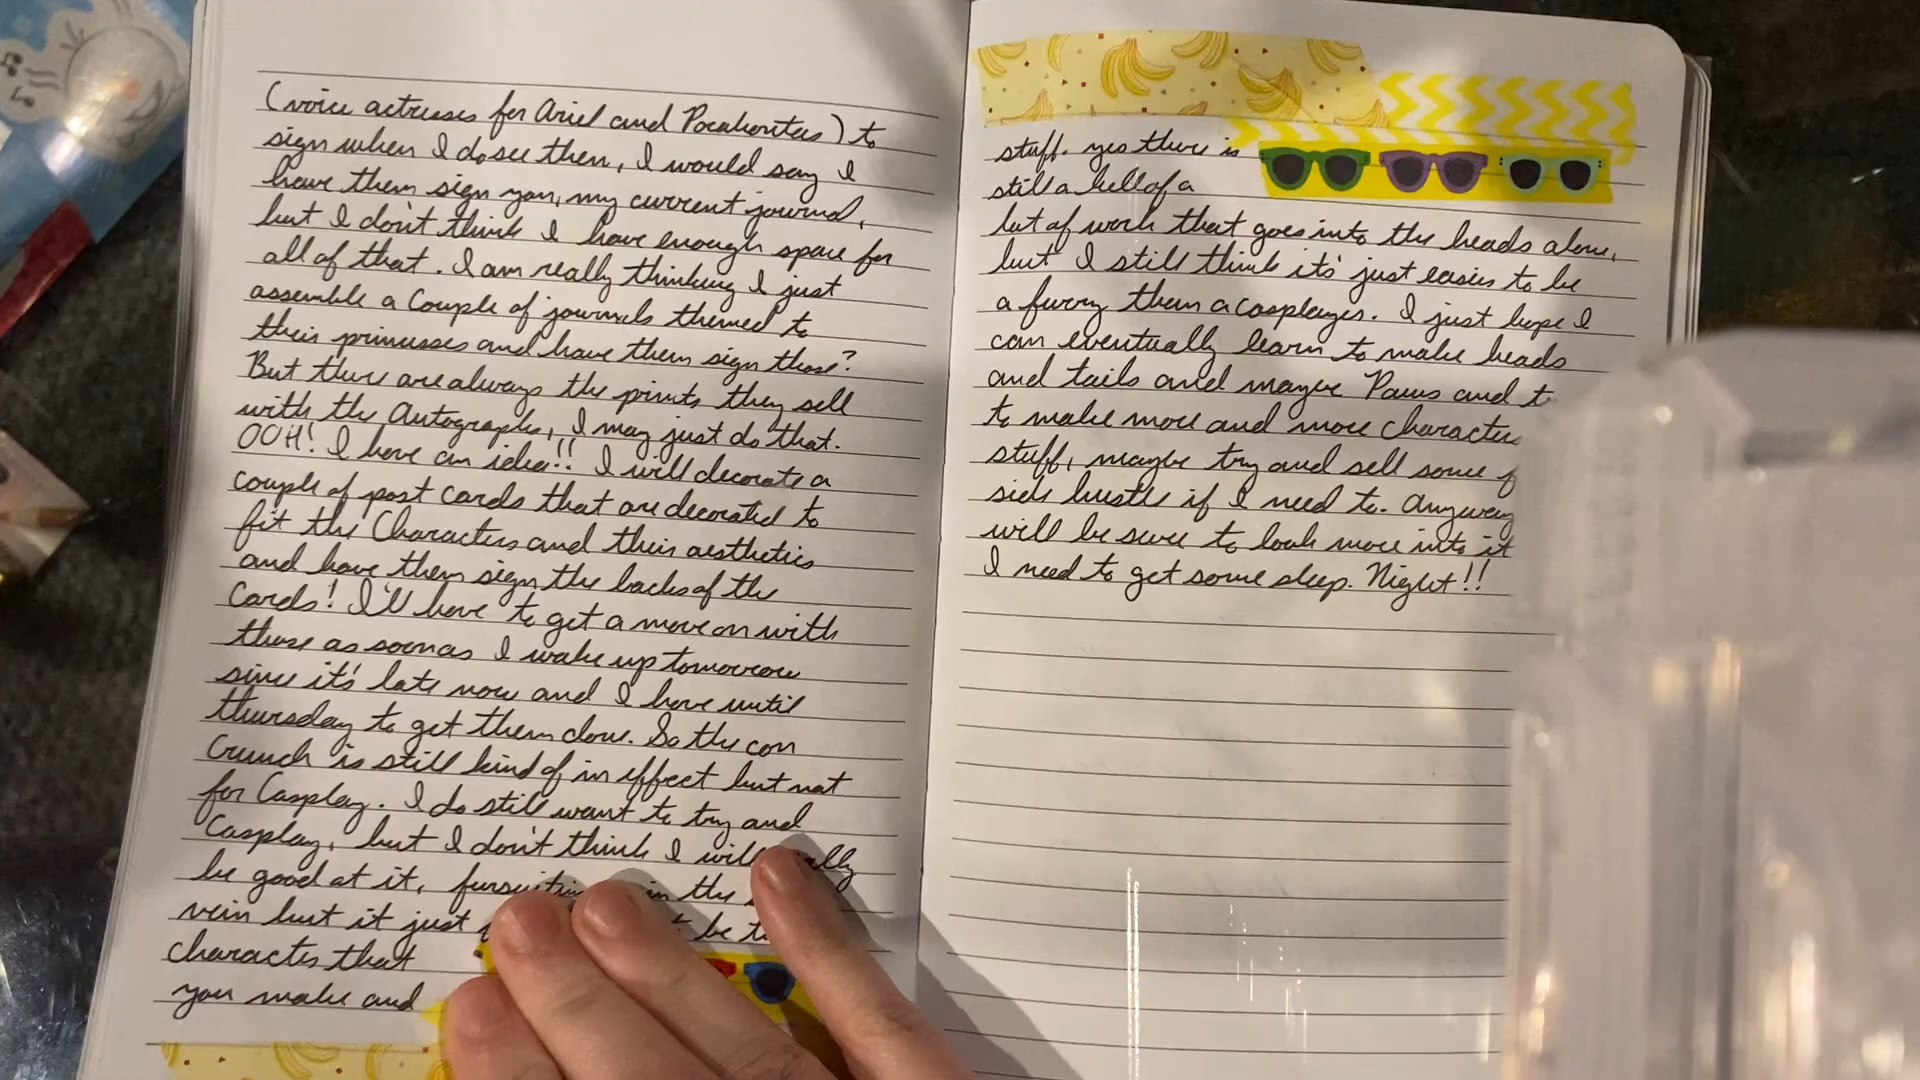 (voice actresses for Ariel and Pocahontas) to
sign when I do see them, I would say I
have them sign you, my current journal,
but I don't think I have enough space for
all of that. I am really thinking I just
assemble a couple of journals themed to
their princesses and have them sign those?
But there are always the prints they sell
with the Autographs, I may just do that.
OOH! I have an idea!! I will decorate a
couple of post cards that are decorated to
fit the Characters and their aesthetics
and have them sign the backs of the
Cards! I'll have to get a move on with
those as soon as I wake up tomorrow
since it's late now and I have until
thursday to get them done. So the con
Crunch is still kind of in effect but not
for Cosplay. I do still want to try and
Cosplay, but I don't think I will
be good at it, in the
vein but it just be
character that
you make and
stuff. yes there is
still a hell of a
lot of work that goes into the heads alone,
but I still think it's just easier to be
a furry then a cosplayer. I just hope I
can eventually learn to make heads
and tails and maybe Paws and
to make more and more character
stuff, maybe try and sell some
side hustle if I need to. Anyway
will be sure to look more into it
I need to get some sleep. Night!!